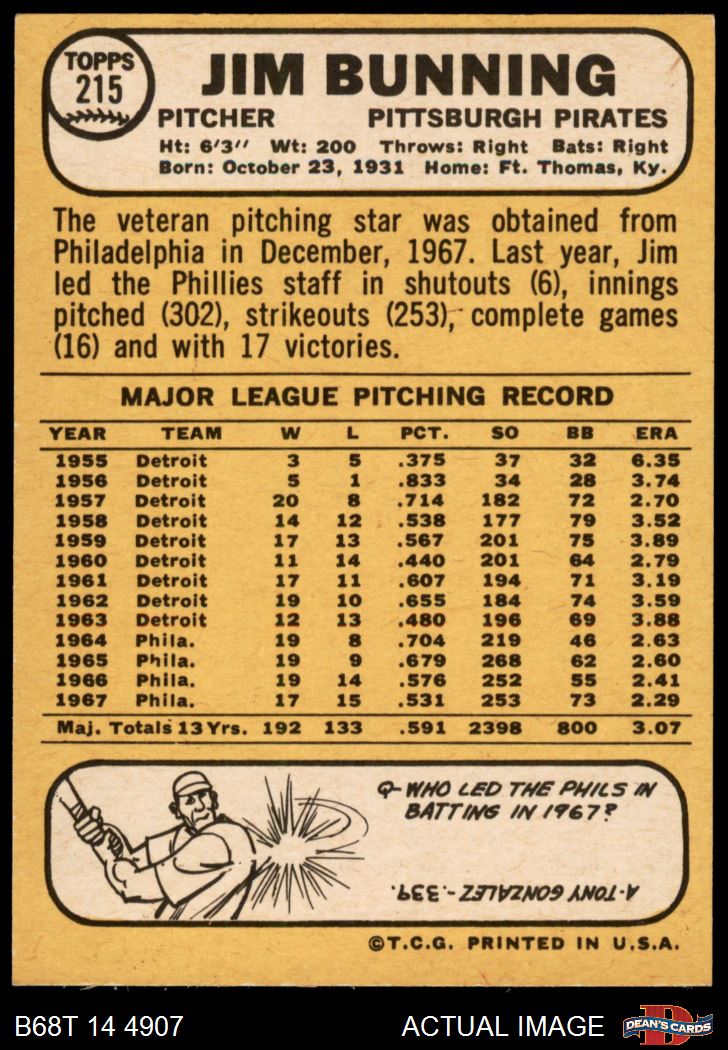 TOPPS
215
JIM BUNNING
PITCHER PITTSBURGH PIRATES
Ht: 6'3" Wt: 200 Throws: Right Bats: Right
Born: October 23, 1931 Home: Ft. Thomas, Ky.
The veteran pitching star was obtained from
Philadelphia in December, 1967. Last year, Jim
led the Phillies staff in shutouts (6), innings
pitched (302), strikeouts (253), complete games
(16) and with 17 victories.
MAJOR LEAGUE PITCHING RECORD
YEAR TEAM W L PCT. SO BB ERA
1955 Detroit 3 5 .375 37 32 6.35
1956 Detroit 5 1 .833 34 28 3.74
1957 Detroit 20 8 .714 182 72 2.70
1958 Detroit 14 12 .538 177 79 3.52
1959 Detroit 17 13 .567 201 75 3.89
1960 Detroit 11 14 .440 201 64 2.79
1961 Detroit 17 11 .607 194 71 3.19
1962 Detroit 19 10 .655 184 74 3.59
1963 Detroit 12 13 .480 196 69 3.88
1964 Phila. 19 8 .704 219 46 2.63
1965 Phila. 19 9 .679 268 62 2.60
1966 Phila. 19 14 .576 252 55 2.41
1967 Phila. 17 15 .531 253 73 2.29
Maj. Totals 13 Yrs. 192 133 .591 2398 800 3.07
Q-WHO LED THE PHILS IN
BATTING IN 1967?
A-TONY GONZALEZ-.339.
©T.C.G. PRINTED IN U.S.A.
B68T 14 4907 ACTUAL IMAGE
D
DEAN'S CARDS